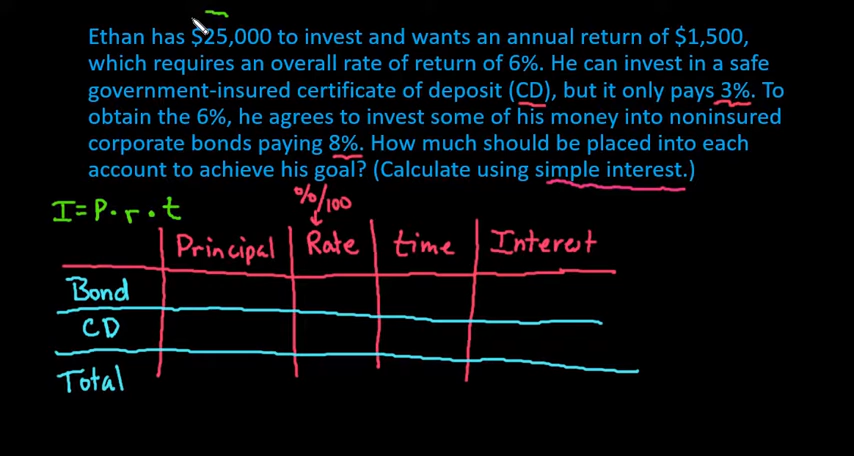 Ethan has $25,000 to invest and wants an annual return of $1,500,
which requires an overall rate of return of 6%. He can invest in a safe
government-insured certificate of deposit (CD), but it only pays 3%. To
obtain the 6%, he agrees to invest some of his money into noninsured
corporate bonds paying 8%. How much should be placed into each
account to achieve his goal? (Calculate using simple interest.)
%/100
I = P · r · t
Principal Rate time Interest
Bond
CD
Total